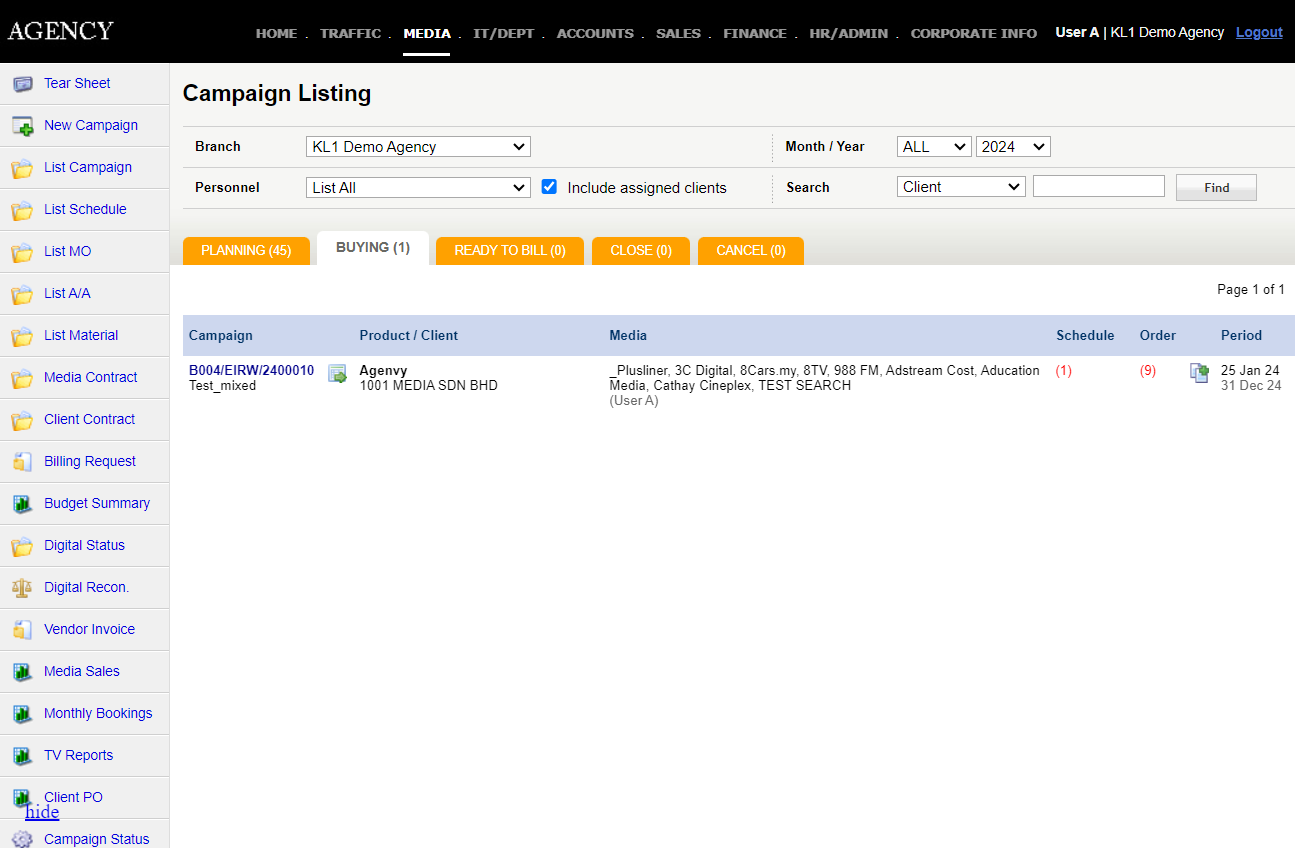 AGENCY
HOME . TRAFFIC . MEDIA . IT/DEPT . ACCOUNTS . SALES . FINANCE . HR/ADMIN . CORPORATE INFO
User A | KL1 Demo Agency Logout
Tear Sheet
New Campaign
List Campaign
List Schedule
List MO
List A/A
List Material
Media Contract
Client Contract
Billing Request
Budget Summary
Digital Status
Digital Recon.
Vendor Invoice
Media Sales
Monthly Bookings
TV Reports
Client PO
hide
Campaign Status
Campaign Listing
Branch KL1 Demo Agency Month / Year ALL 2024
Personnel List All Include assigned clients Search Client Find
PLANNING (45) BUYING (1) READY TO BILL (0) CLOSE (0) CANCEL (0)
Page 1 of 1
Campaign Product / Client Media Schedule Order Period
B004/EIRW/2400010 Agenvy _Plusliner, 3C Digital, 8Cars.my, 8TV, 988 FM, Adstream Cost, Aducation (1) (9) 25 Jan 24
Test_mixed 1001 MEDIA SDN BHD Media, Cathay Cineplex, TEST SEARCH 31 Dec 24
(User A)